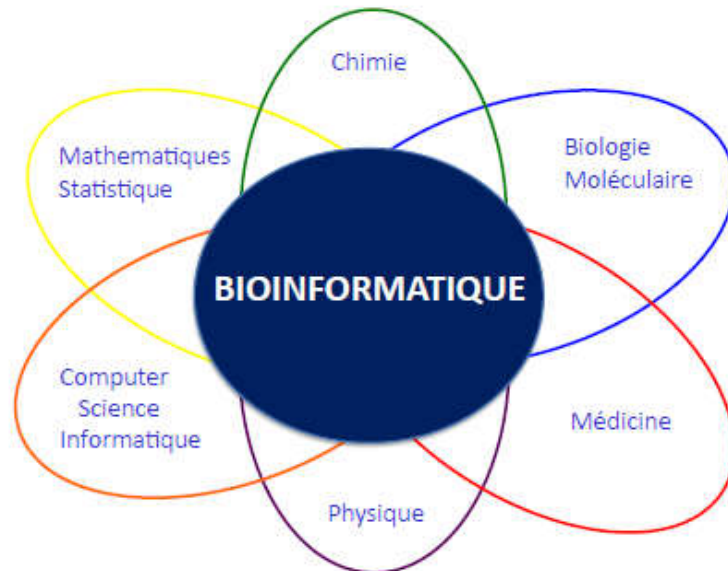 Chimie
Mathematiques
Statistique
Biologie
Moléculaire
BIOINFORMATIQUE
Computer
Science
Informatique
Médicine
Physique